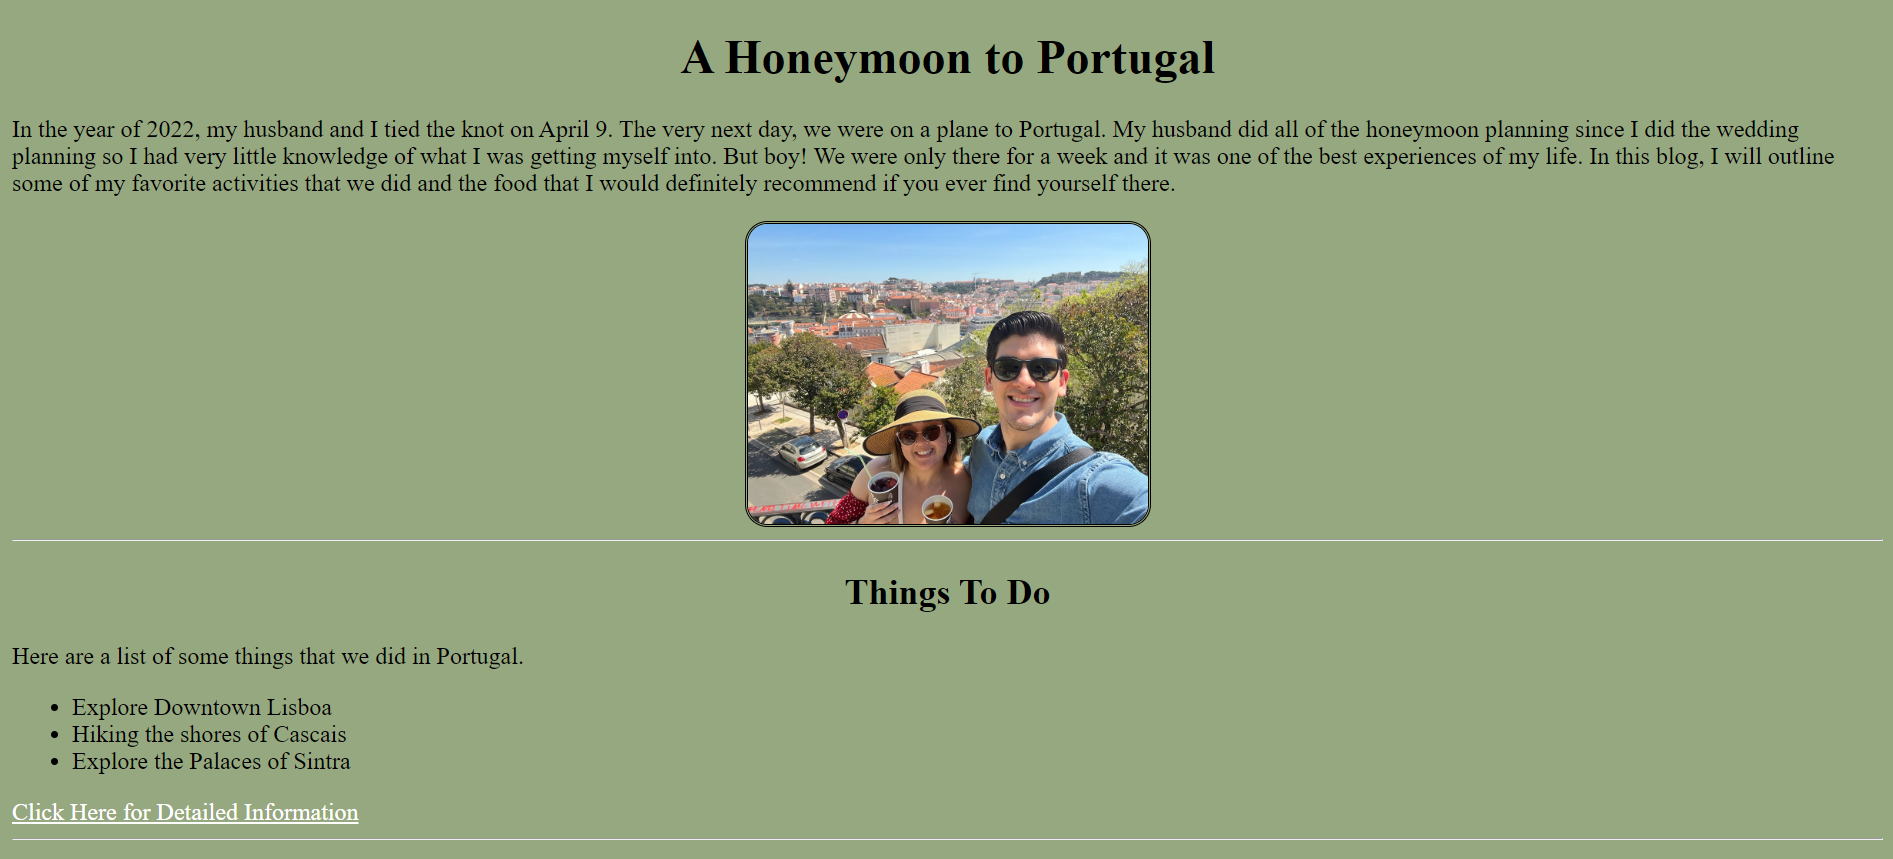 A Honeymoon to Portugal
In the year of 2022, my husband and I tied the knot on April 9. The very next day, we were on a plane to Portugal. My husband did all of the honeymoon planning since I did the wedding
planning so I had very little knowledge of what I was getting myself into. But boy! We were only there for a week and it was one of the best experiences of my life. In this blog, I will outline
some of my favorite activities that we did and the food that I would definitely recommend if you ever find yourself there.
Things To Do
Here are a list of some things that we did in Portugal.
• Explore Downtown Lisboa
• Hiking the shores of Cascais
• Explore the Palaces of Sintra
Click Here for Detailed Information